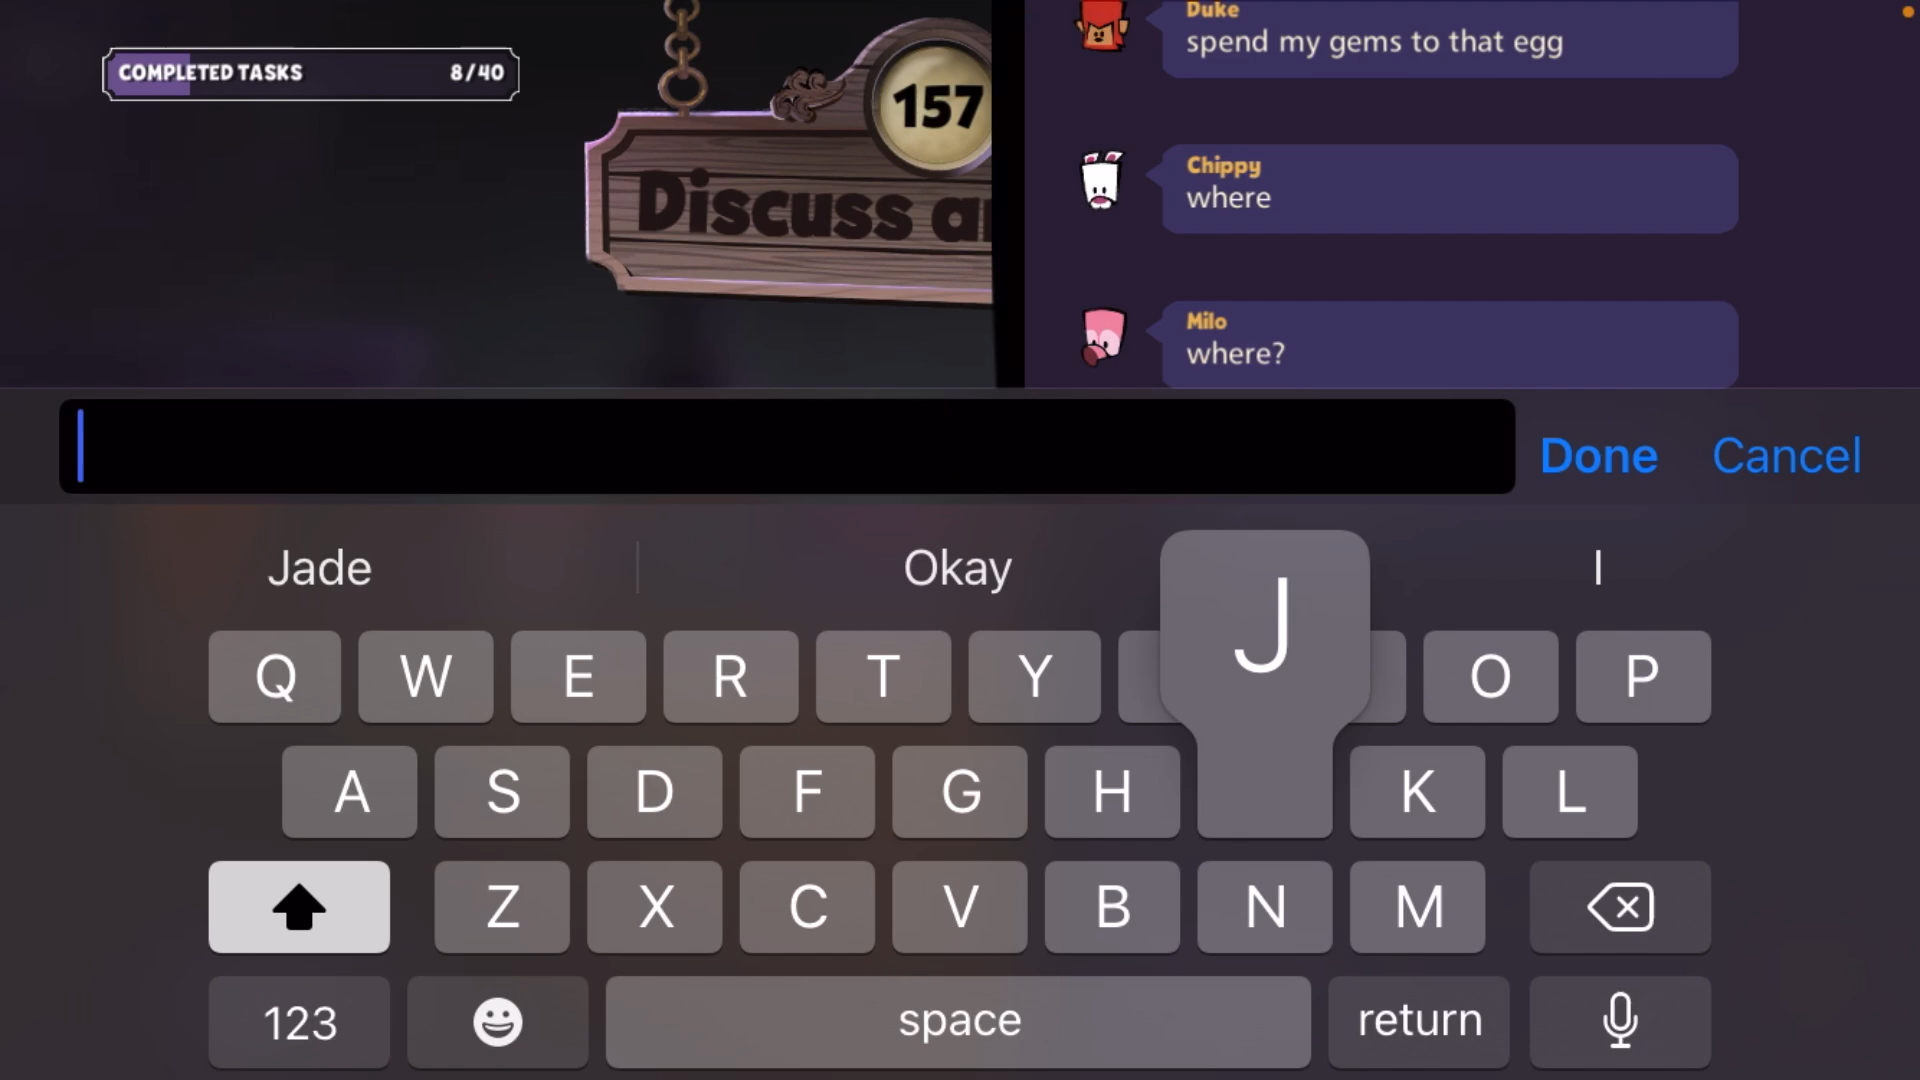 COMPLETED TASKS 8/40
157
Discuss a
Duke
spend my gems to that egg
Chippy
where
Milo
where?
Done Cancel
Jade Okay I
J
Q W E R T Y O P
A S D F G H K L
Z X C V B N M
123 space return